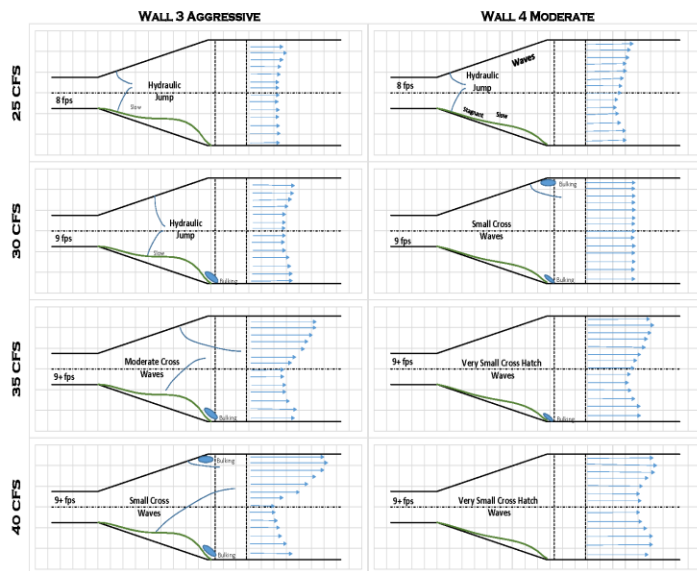 WALL 3 AGGRESSIVE
WALL 4 MODERATE
25 CFS
8 fps
Hydraulic
Jump
Slow
8 fps
Hydraulic
Jump
Waves
Stagnant
Slow
30 CFS
9 fps
Hydraulic
Jump
Slow
Bulking
9 fps
Small Cross
Waves
Bulking
Bulking
35 CFS
9+ fps
Moderate Cross
Waves
Bulking
9+ fps
Very Small Cross Hatch
Waves
Bulking
40 CFS
9+ fps
Small Cross
Waves
Bulking
Bulking
9+ fps
Very Small Cross Hatch
Waves